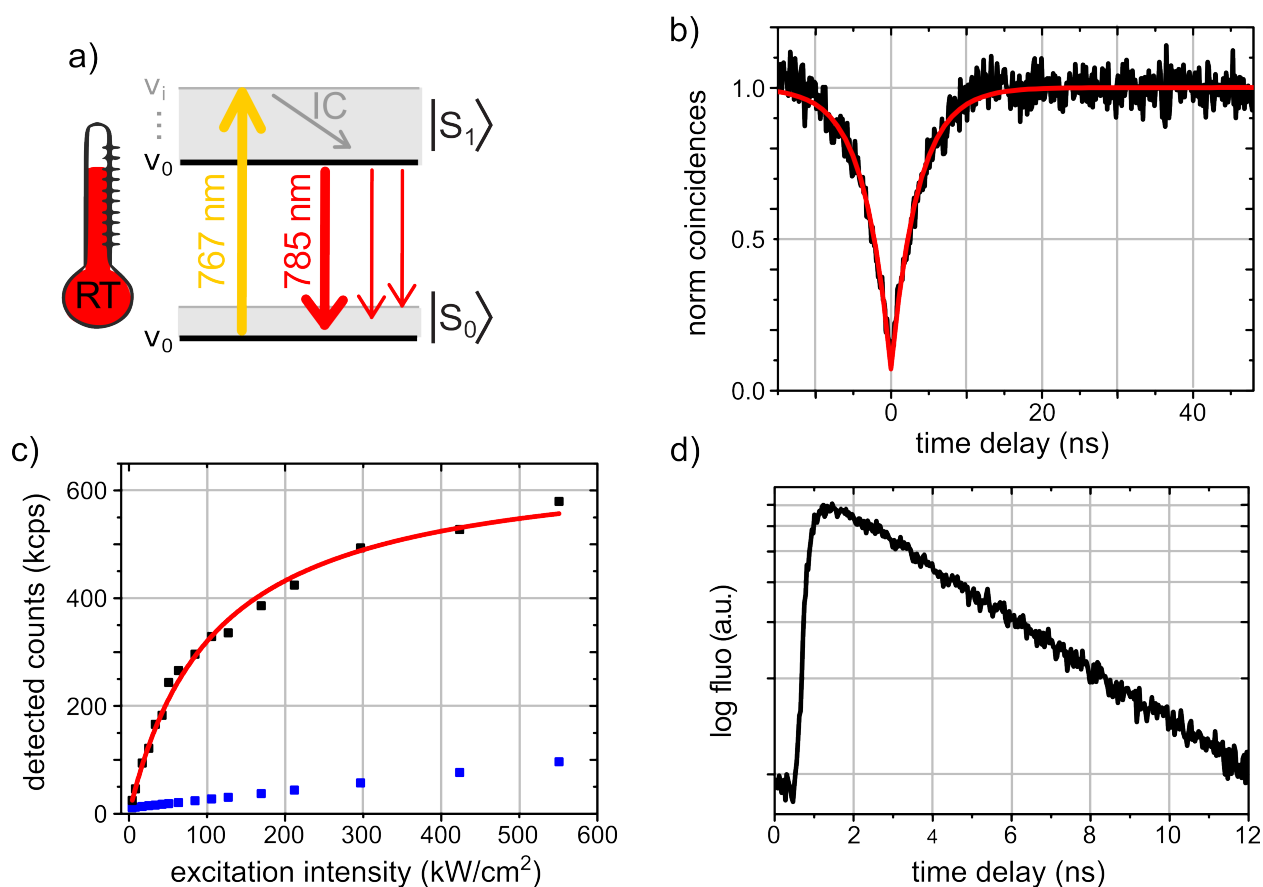 a)
v_i
⋮
v_0
IC
|S_1⟩
767 nm
785 nm
RT
v_0
|S_0⟩
b)
norm coincidences
1.0
0.5
0.0
0 20 40
time delay (ns)
c)
detected counts (kcps)
600
400
200
0
0 100 200 300 400 500 600
excitation intensity (kW/cm²)
d)
log fluo (a.u.)
0 2 4 6 8 10 12
time delay (ns)